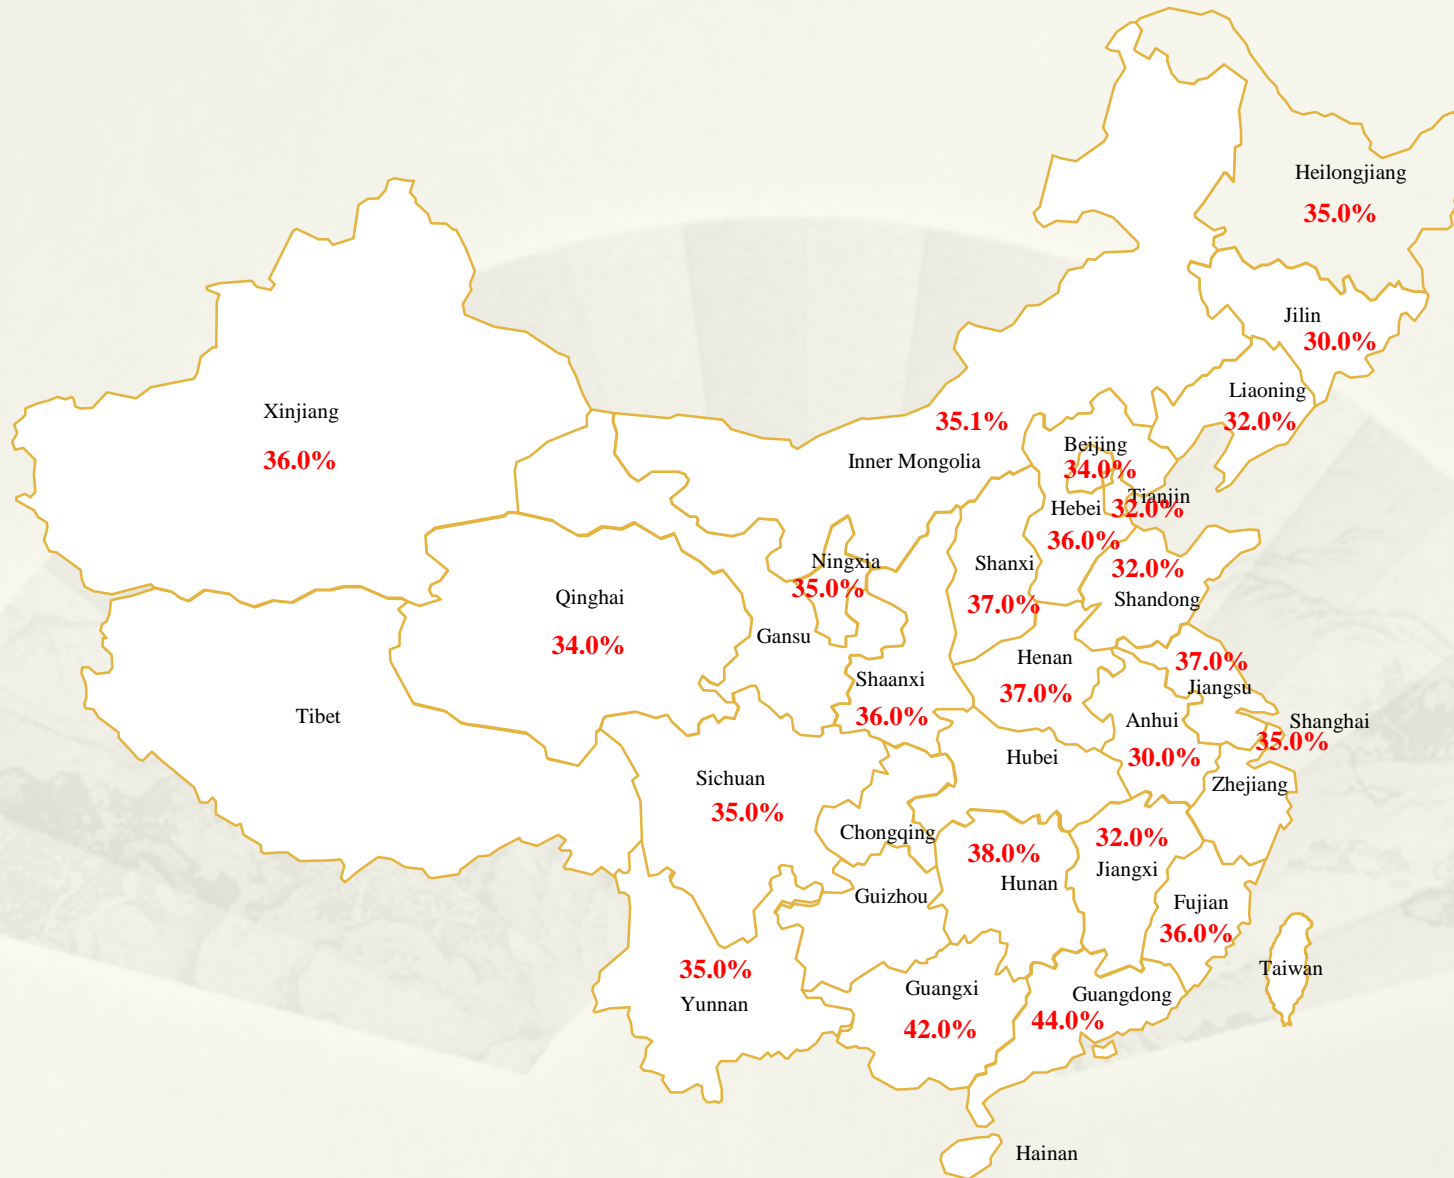 Heilongjiang
35.0%
Jilin
30.0%
Liaoning
32.0%
Xinjiang
36.0%
35.1%
Inner Mongolia
Beijing
34.0%
Tianjin
32.0%
Hebei
36.0%
Ningxia
35.0%
Shanxi
37.0%
32.0%
Shandong
Qinghai
34.0%
Gansu
Shaanxi
36.0%
Henan
37.0%
37.0%
Jiangsu
Tibet
Anhui
30.0%
Shanghai
35.0%
Sichuan
35.0%
Hubei
Zhejiang
Chongqing
38.0%
Hunan
32.0%
Jiangxi
Guizhou
Fujian
36.0%
35.0%
Yunnan
Guangxi
42.0%
Guangdong
44.0%
Taiwan
Hainan